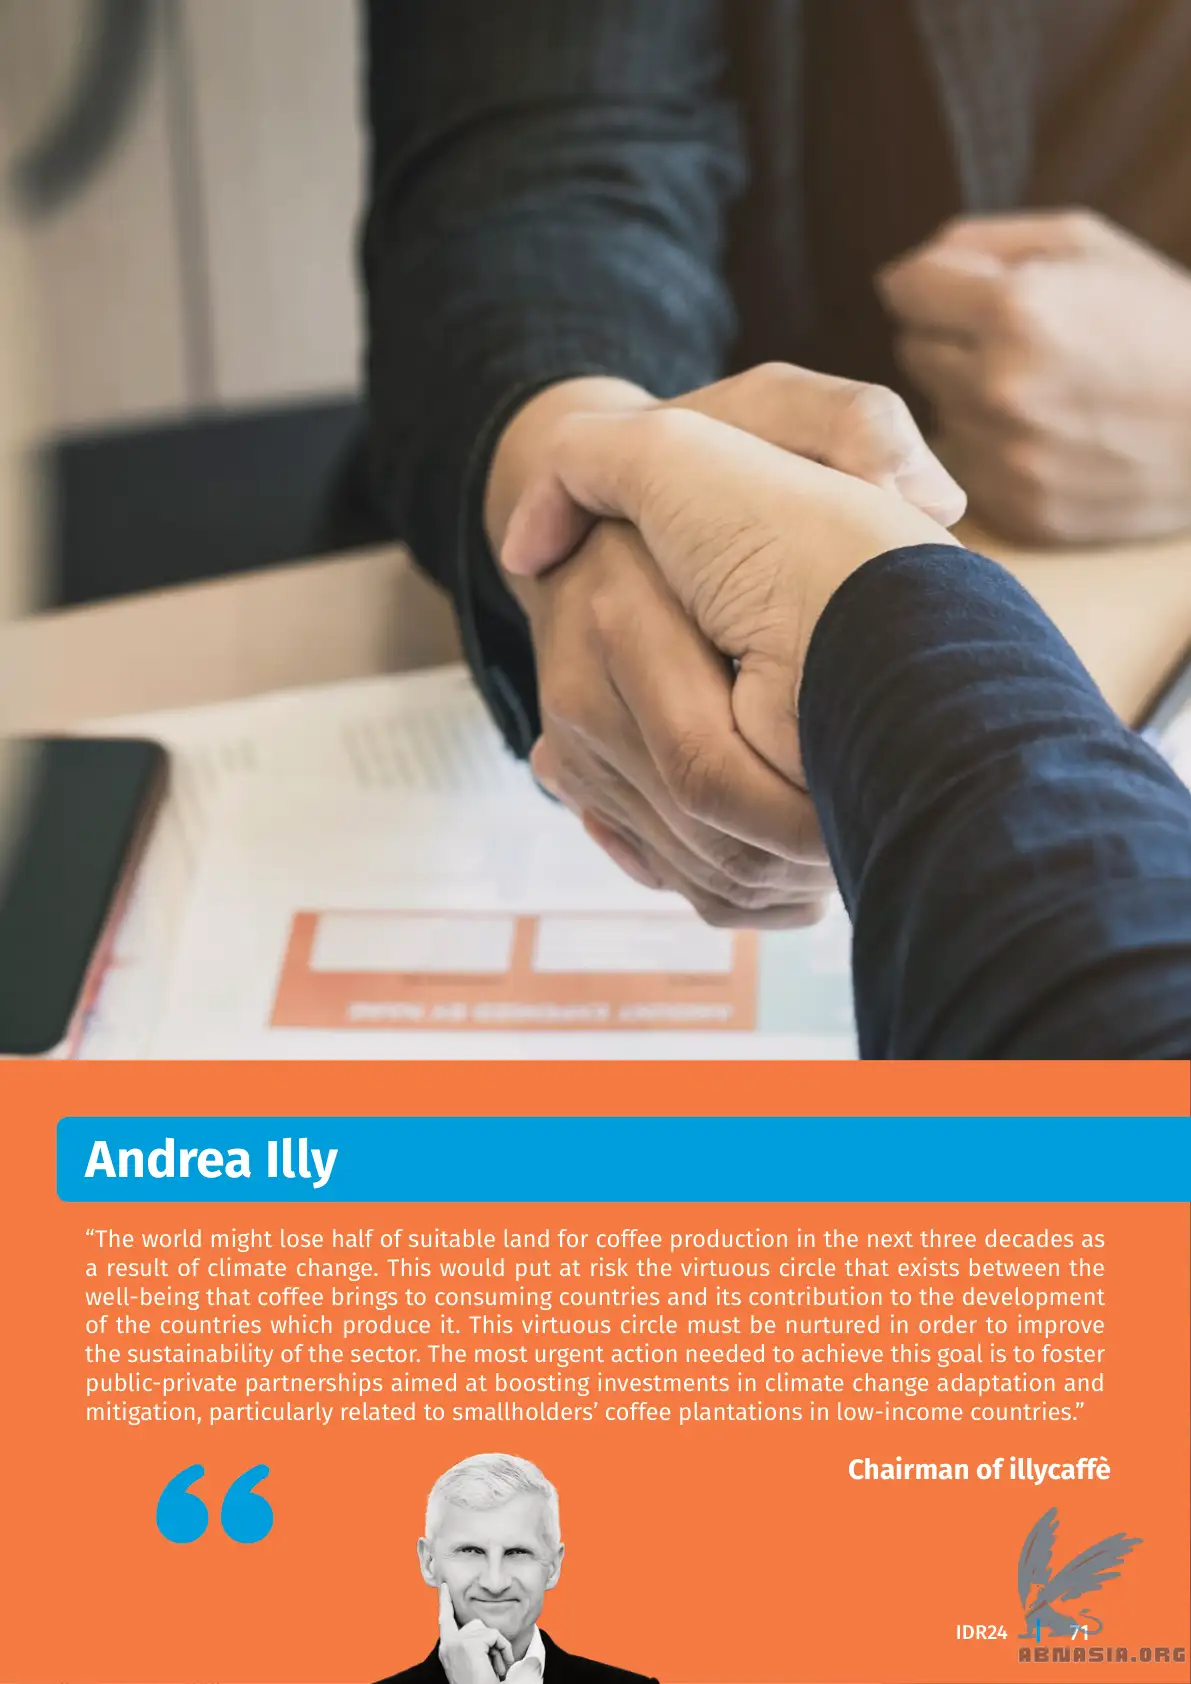 Andrea Illy
“The world might lose half of suitable land for coffee production in the next three decades as
a result of climate change. This would put at risk the virtuous circle that exists between the
well-being that coffee brings to consuming countries and its contribution to the development
of the countries which produce it. This virtuous circle must be nurtured in order to improve
the sustainability of the sector. The most urgent action needed to achieve this goal is to foster
public-private partnerships aimed at boosting investments in climate change adaptation and
mitigation, particularly related to smallholders’ coffee plantations in low-income countries.”
Chairman of illycaffè
IDR24 | 71
ABNASIA.ORG